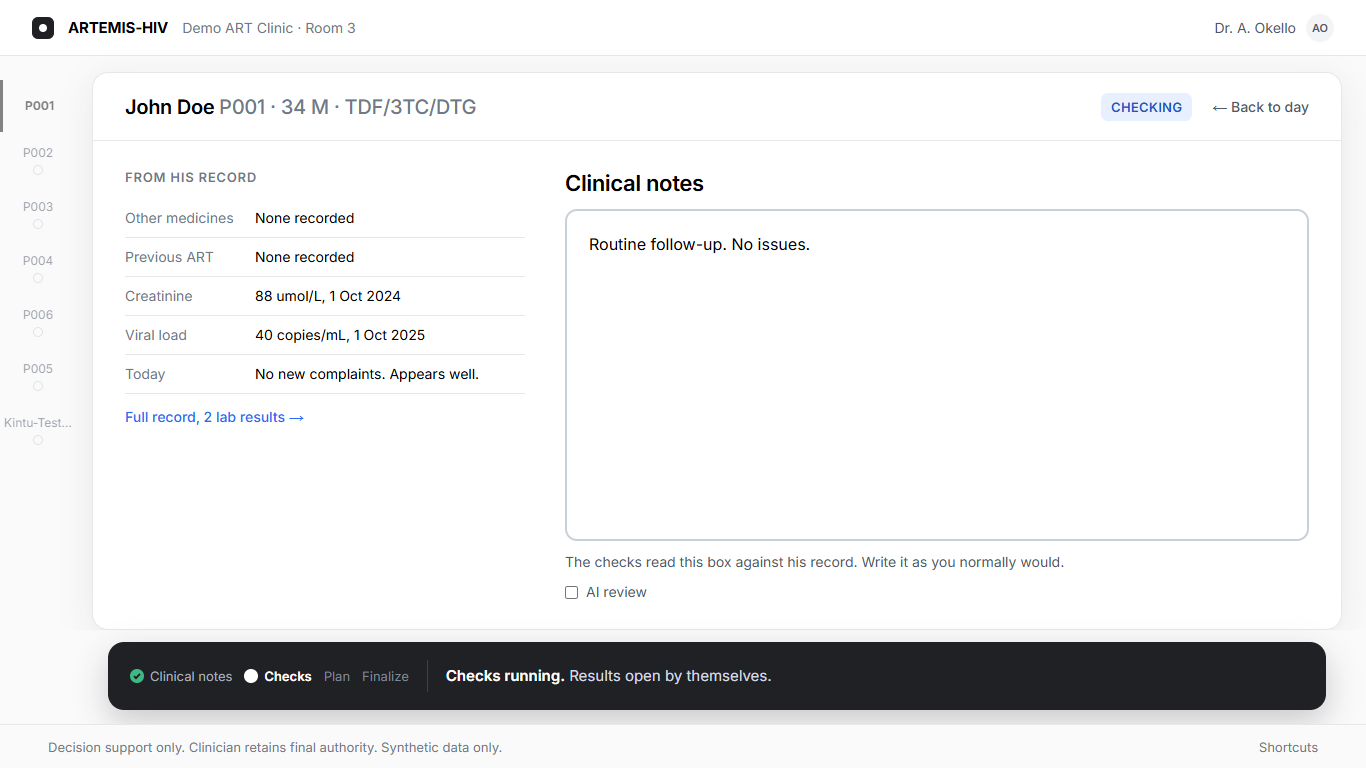 ARTEMIS-HIV Demo ART Clinic · Room 3
Dr. A. Okello AO
P001
P002
P003
P004
P006
P005
Kintu-Test...
John Doe P001 · 34 M · TDF/3TC/DTG
CHECKING ← Back to day
FROM HIS RECORD
Other medicines None recorded
Previous ART None recorded
Creatinine 88 umol/L, 1 Oct 2024
Viral load 40 copies/mL, 1 Oct 2025
Today No new complaints. Appears well.
Full record, 2 lab results →
Clinical notes
Routine follow-up. No issues.
The checks read this box against his record. Write it as you normally would.
AI review
Clinical notes Checks Plan Finalize Checks running. Results open by themselves.
Decision support only. Clinician retains final authority. Synthetic data only. Shortcuts